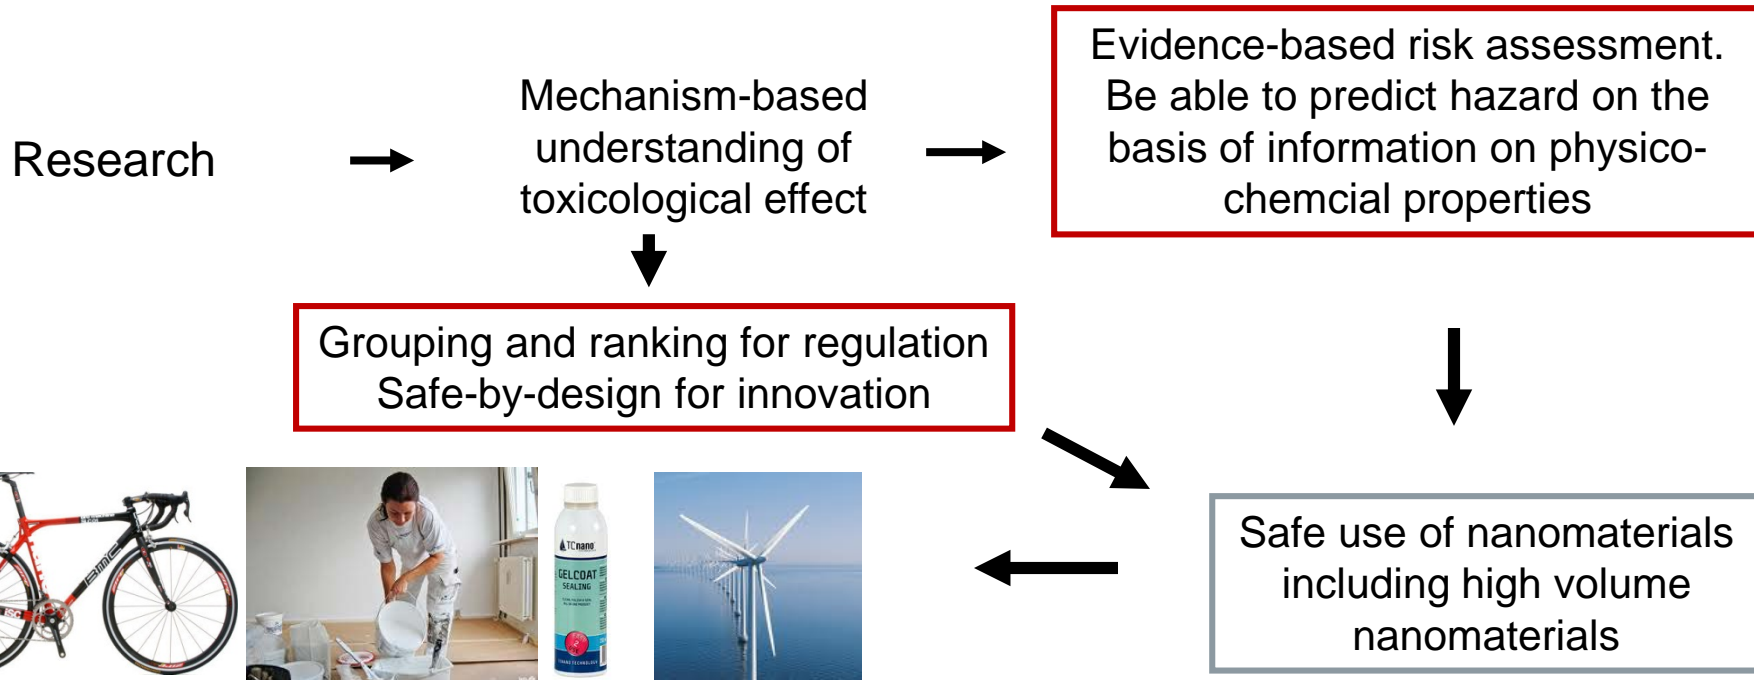 Research
Mechanism-based
understanding of
toxicological effect
Evidence-based risk assessment.
Be able to predict hazard on the
basis of information on physico-
chemcial properties
Grouping and ranking for regulation
Safe-by-design for innovation
BMC
TCnano
GELCOAT
SEALING
Safe use of nanomaterials
including high volume
nanomaterials